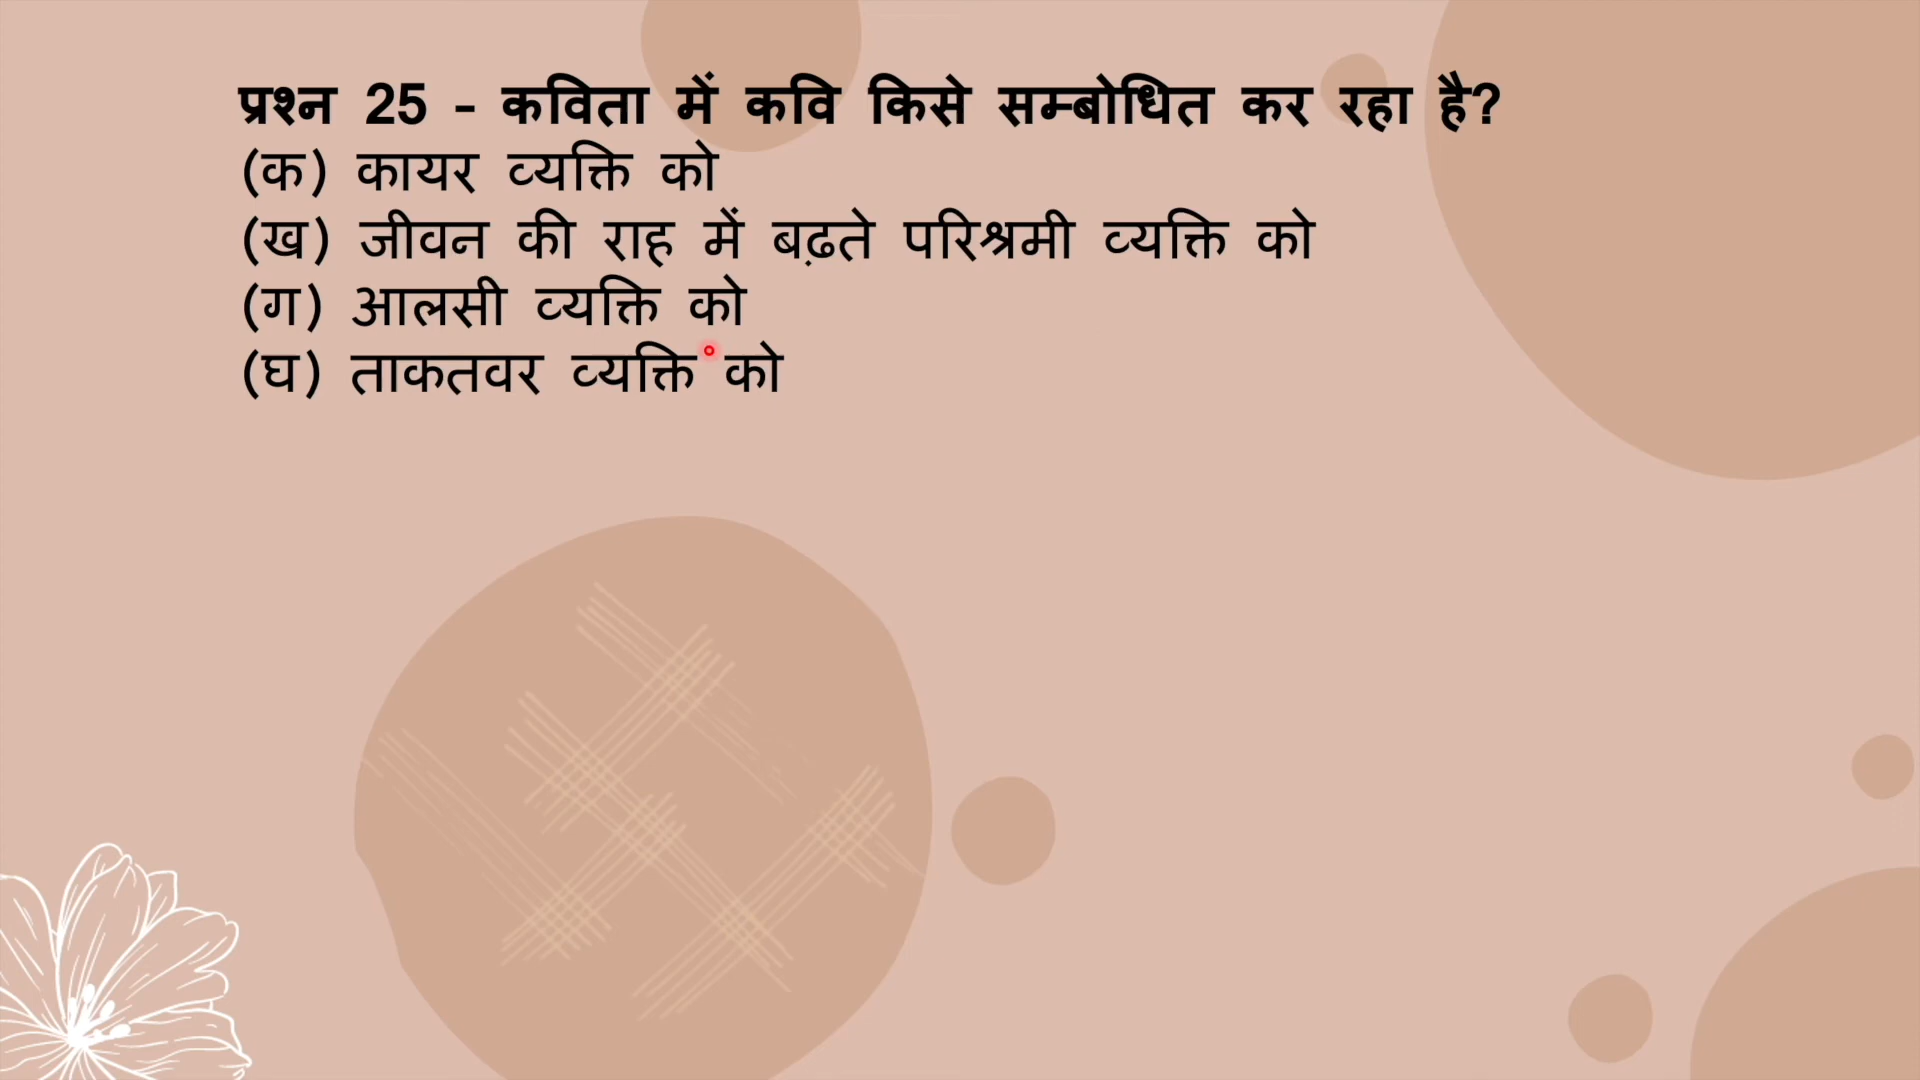 प्रश्न 25 - कविता में कवि किसे सम्बोधित कर रहा है?
(क) कायर व्यक्ति को
(ख) जीवन की राह में बढ़ते परिश्रमी व्यक्ति को
(ग) आलसी व्यक्ति को
(घ) ताकतवर व्यक्ति को